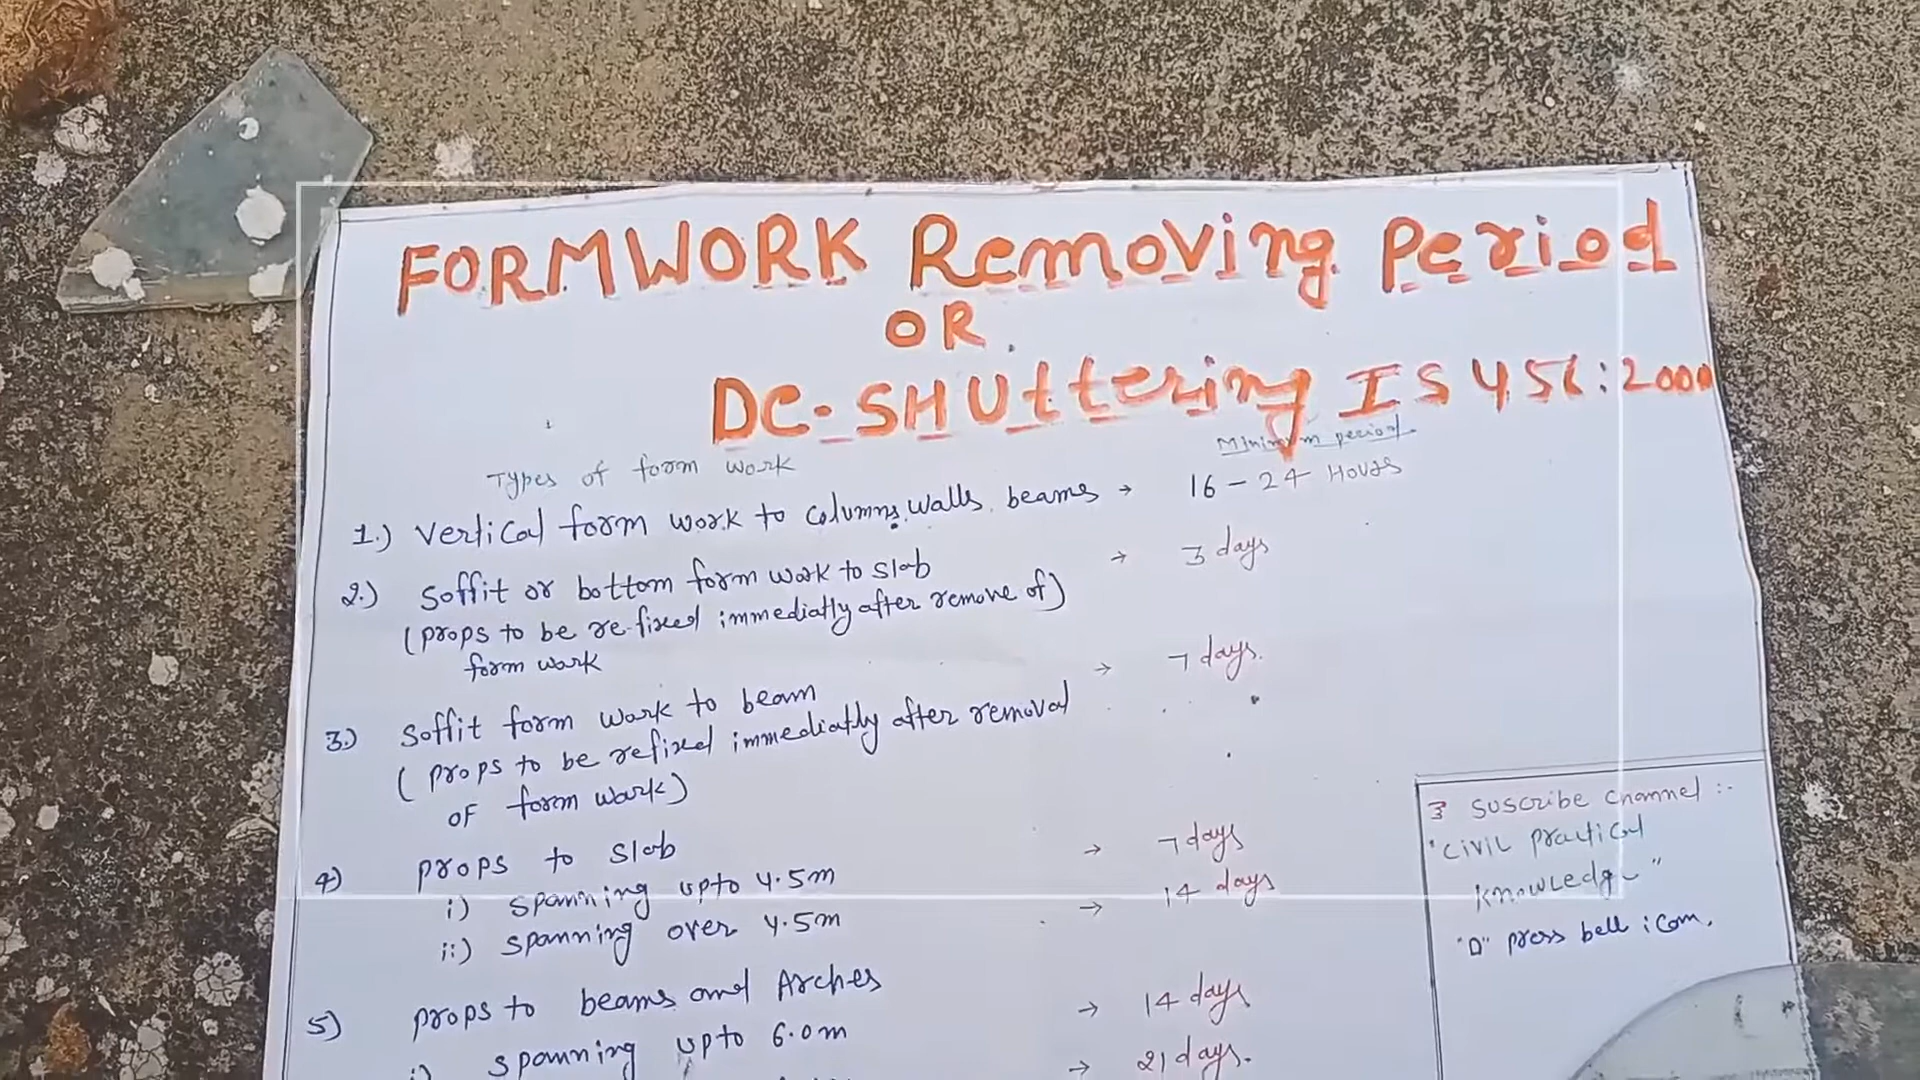 FORMWORK Removing Period
OR
DC-SHUttering IS 456:2000
Types of form work
Minimum period
1.) Vertical form work to columns, walls, beams → 16 - 24 Hours
2.) Soffit or bottom form work to slab → 3 days
(props to be re-fixed immediatly after remove of)
form work
3.) Soffit form work to beam → 7 days.
(props to be refixed immediatly after removal
OF form work)
4) props to slab
i) spanning upto 4.5m → 7 days
ii) spanning over 4.5m → 14 days
5) props to beams and Arches
i) spanning upto 6.0m → 14 days
→ 21 days.
3 suscribe channel :-
"civil practical
knowledge"
"D" press bell icon.